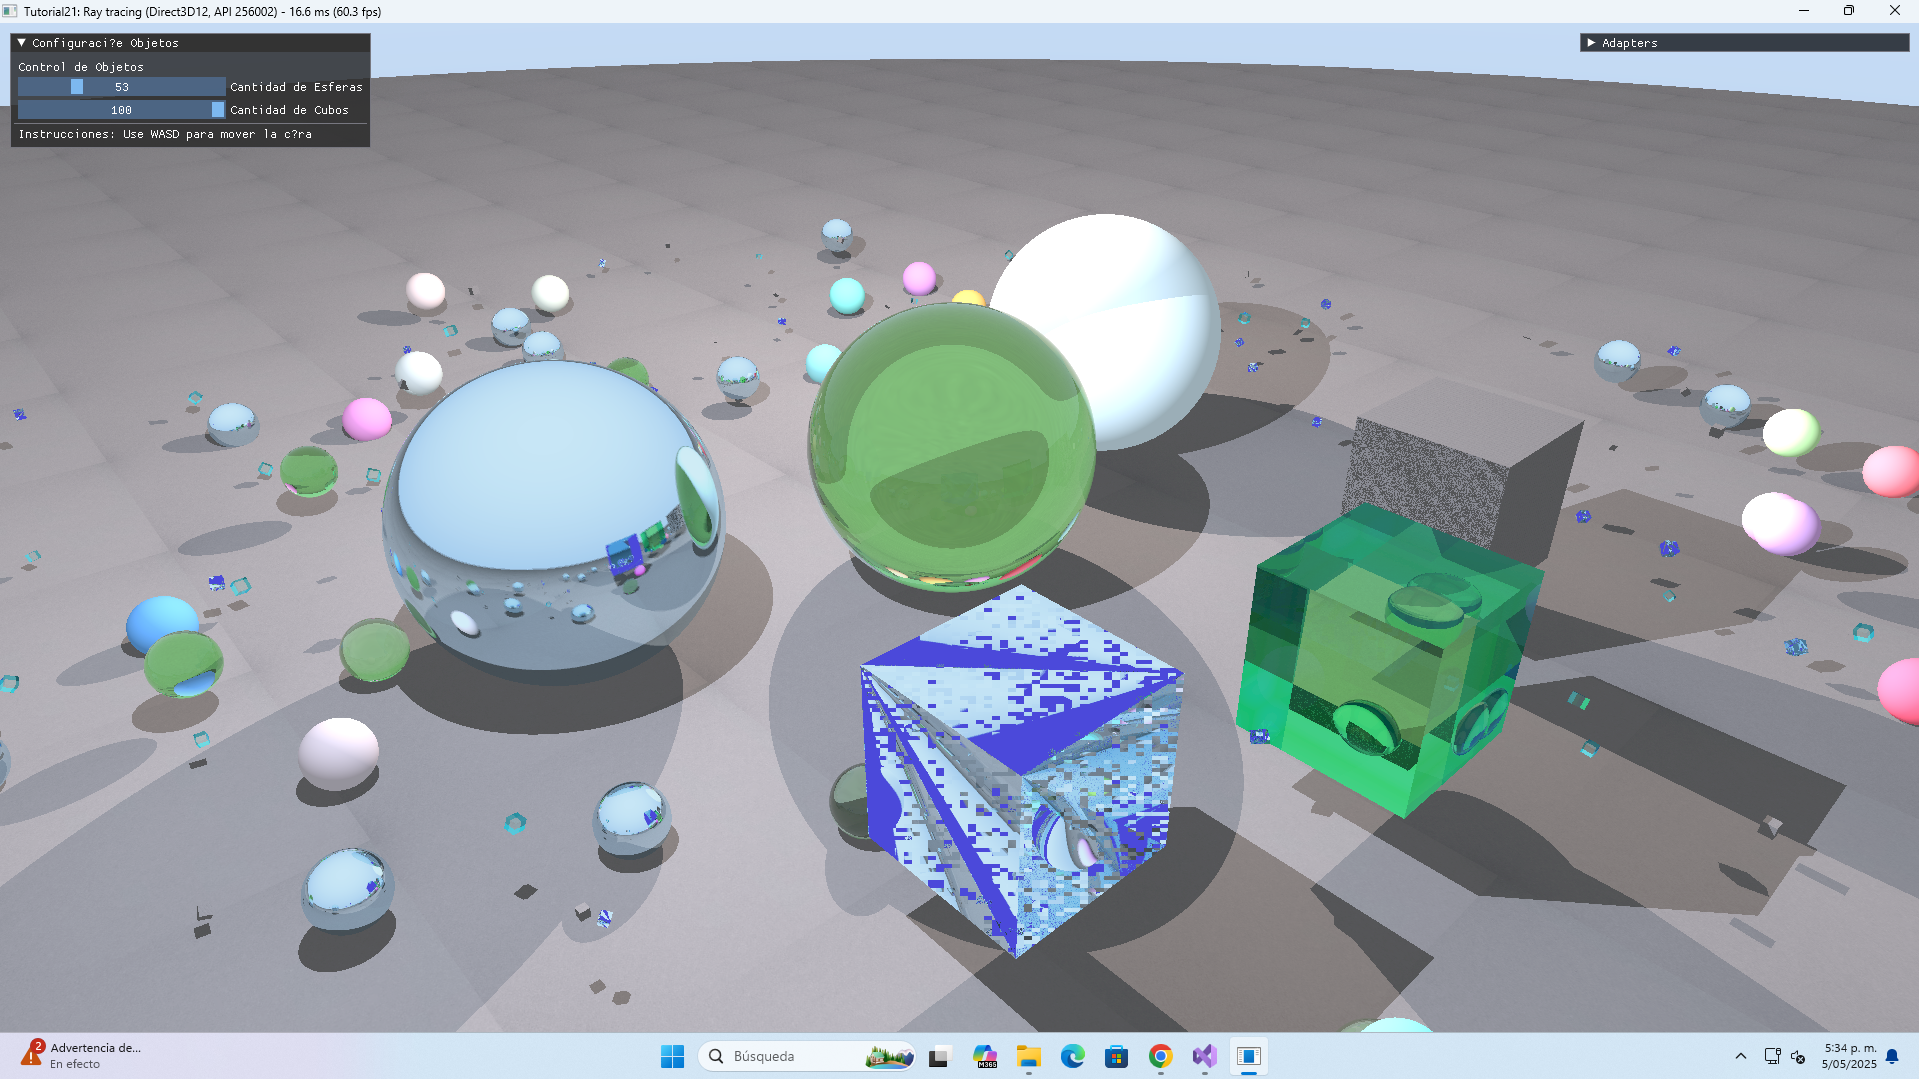 Tutorial21: Ray tracing (Direct3D12, API 256002) - 16.6 ms (60.3 fps)
Configuraci?e Objetos
Adapters
Control de Objetos
53 Cantidad de Esferas
100 Cantidad de Cubos
Instrucciones: Use WASD para mover la c?ra
2
Advertencia de...
En efecto
Búsqueda
M365
5:34 p. m.
5/05/2025